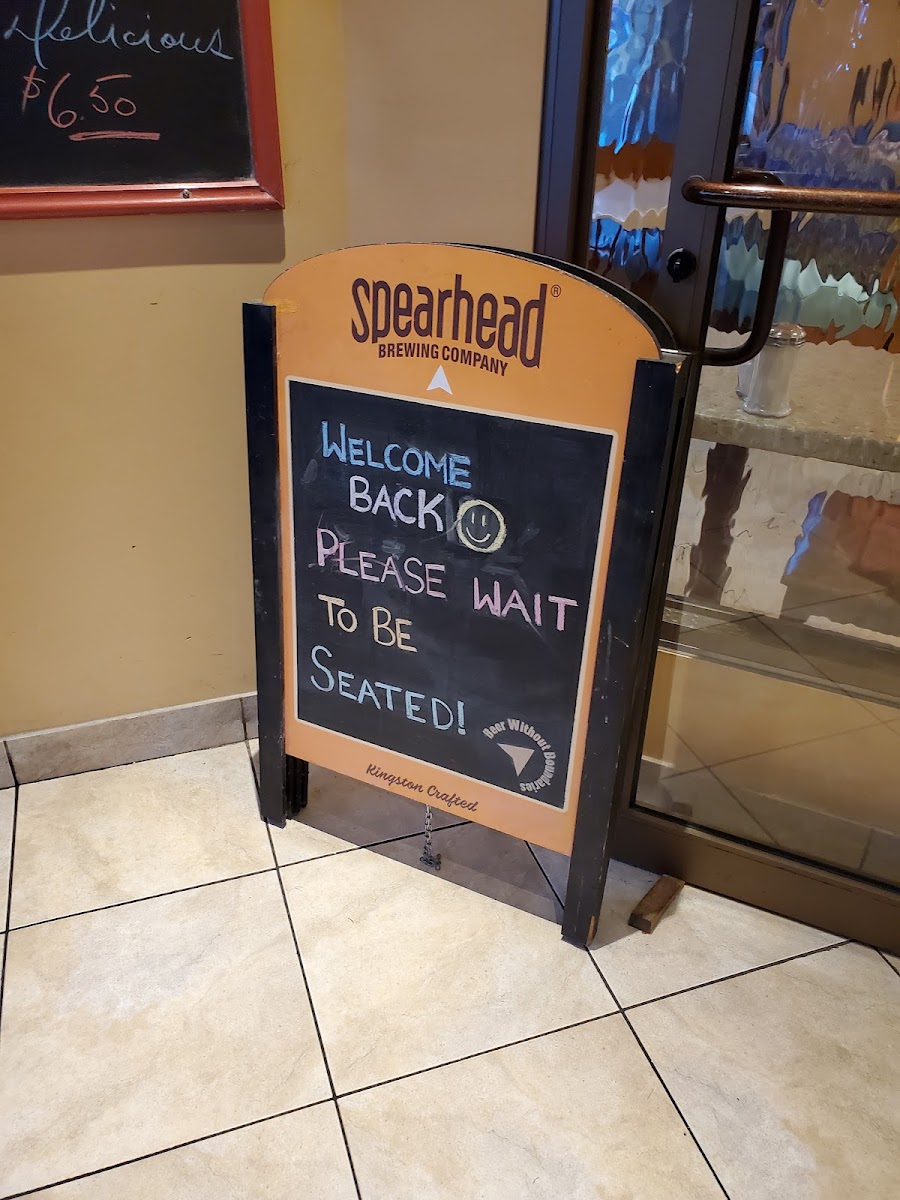 Delicious
$6.50
spearhead®
BREWING COMPANY
WELCOME
BACK
PLEASE WAIT
TO BE
SEATED!
Beer Without Boundaries
Kingston Crafted